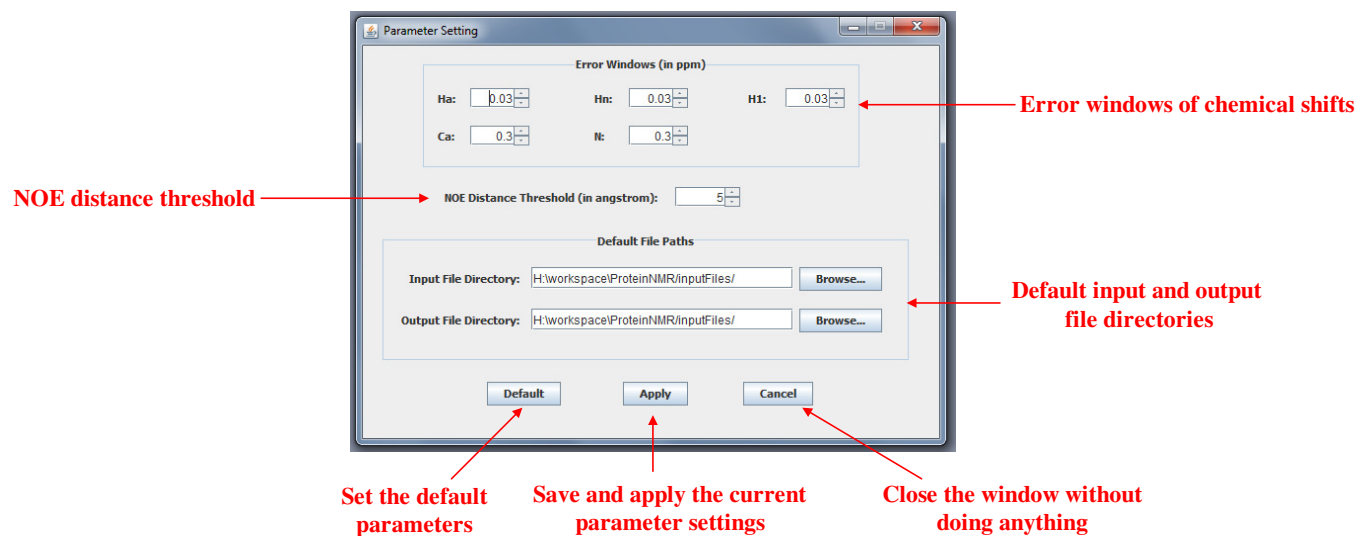 Parameter Setting
Error Windows (in ppm)
Ha: 0.03 Hn: 0.03 H1: 0.03
Error windows of chemical shifts
Ca: 0.3 N: 0.3
NOE distance threshold
NOE Distance Threshold (in angstrom): 5
Default File Paths
Input File Directory: H:\workspace\ProteinNMR/inputFiles/ Browse...
Default input and output
file directories
Output File Directory: H:\workspace\ProteinNMR/inputFiles/ Browse...
Default Apply Cancel
Set the default
parameters
Save and apply the current
parameter settings
Close the window without
doing anything